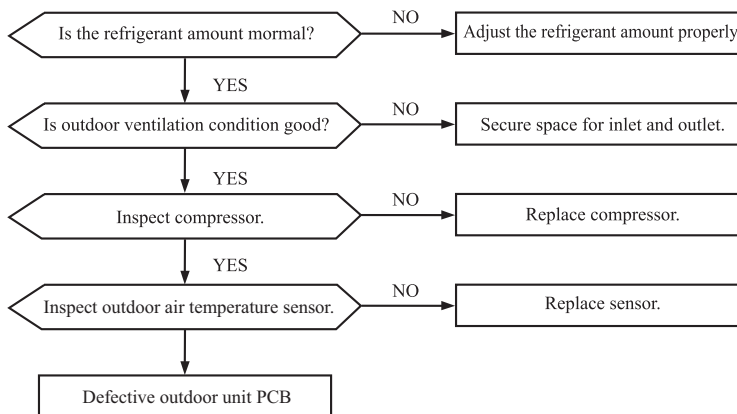 Is the refrigerant amount mormal?
NO
Adjust the refrigerant amount properly
YES
Is outdoor ventilation condition good?
NO
Secure space for inlet and outlet.
YES
Inspect compressor.
NO
Replace compressor.
YES
Inspect outdoor air temperature sensor.
NO
Replace sensor.
Defective outdoor unit PCB